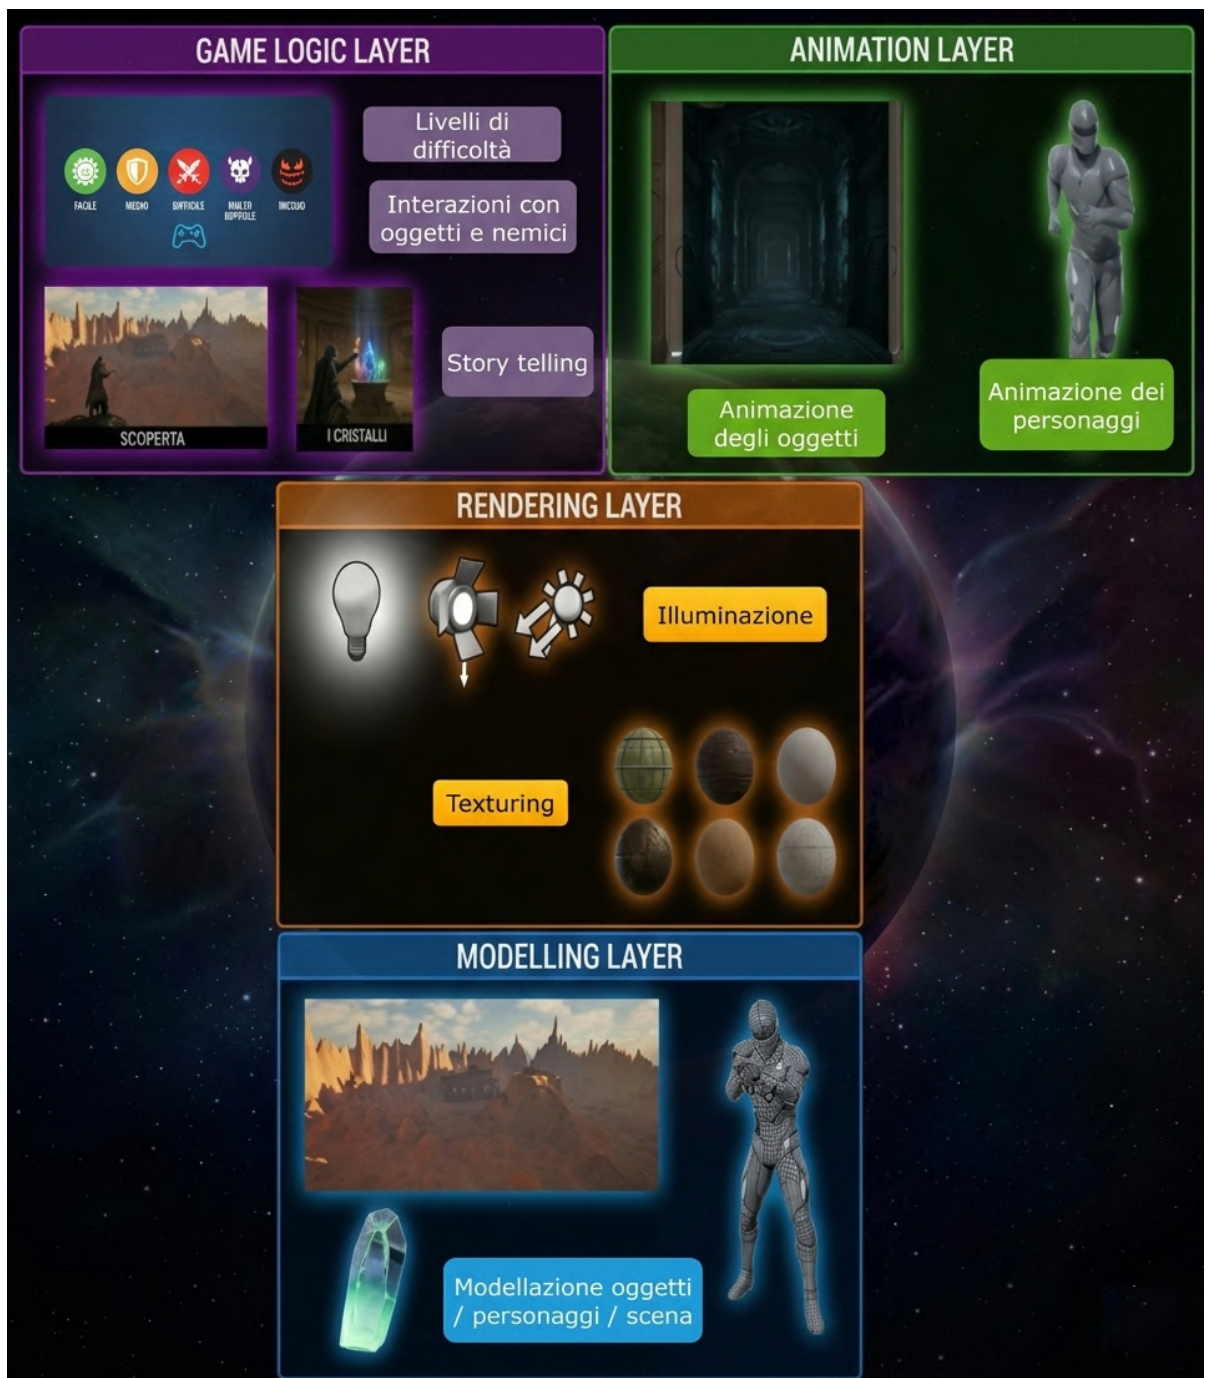 GAME LOGIC LAYER
FACILE
MEDIO
Livelli di
difficoltà
Interazioni con
oggetti e nemici
SCOPERTA
I CRISTALLI
Story telling
ANIMATION LAYER
Animazione
degli oggetti
Animazione dei
personaggi
RENDERING LAYER
Illuminazione
Texturing
MODELLING LAYER
Modellazione oggetti
/ personaggi / scena